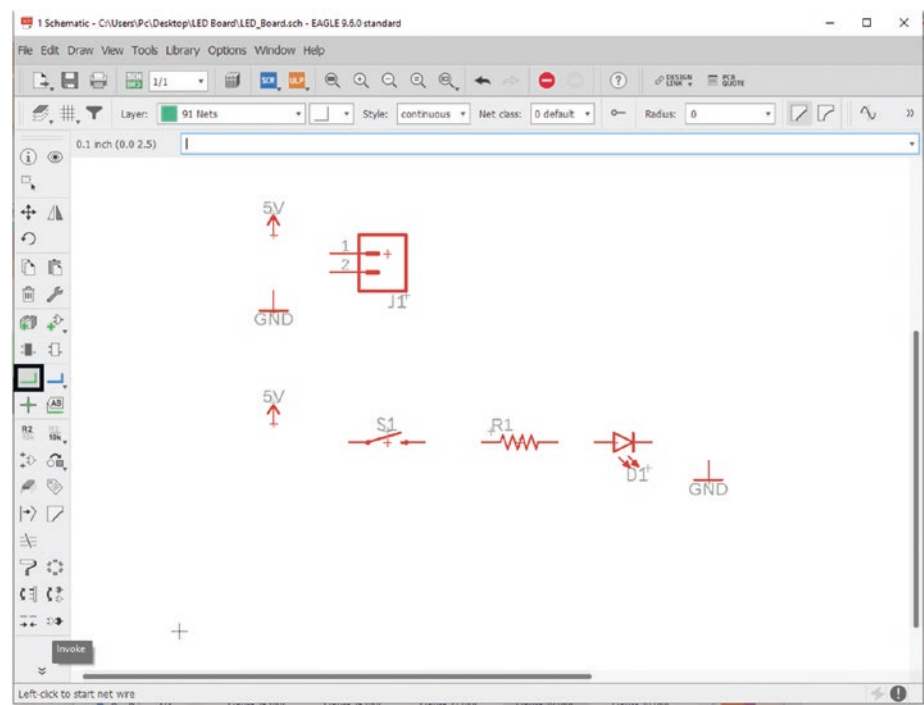 1 Schematic - C:\Users\Pc\Desktop\LED Board\LED_Board.sch - EAGLE 9.6.0 standard
File Edit Draw View Tools Library Options Window Help
1/1 SCR ULP DESIGN LINK PCB QUOTE
Layer: 91 Nets Style: continuous Net class: 0 default Radius: 0
0.1 inch (0.0 2.5)
5V
1
2
J1
GND
5V
S1 R1
D1
GND
AB
R2 10k
Invoke
Left-click to start net wire